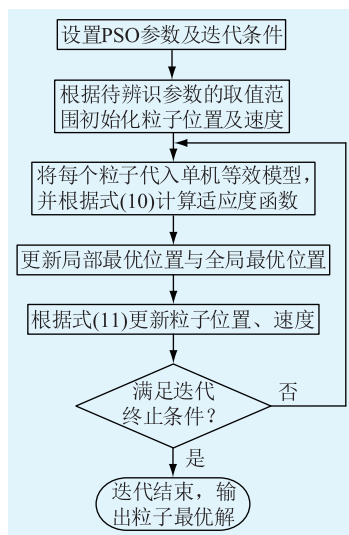 设置PSO参数及迭代条件
根据待辨识参数的取值范
围初始化粒子位置及速度
将每个粒子代入单机等效模型，
并根据式(10)计算适应度函数
更新局部最优位置与全局最优位置
根据式(11)更新粒子位置、速度
满足迭代
终止条件？
否
是
迭代结束，输
出粒子最优解